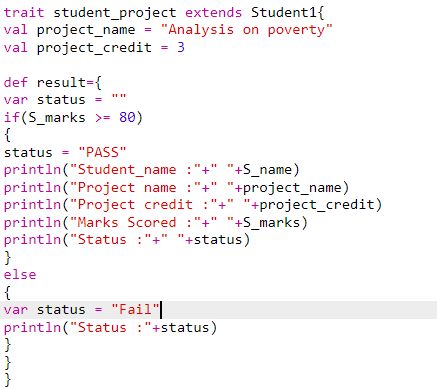 trait student_project extends Student1{
val project_name = "Analysis on poverty"
val project_credit = 3
def result={
var status = ""
if(S_marks >= 80)
{
status = "PASS"
println("Student_name :"+" "+S_name)
println("Project name :"+" "+project_name)
println("Project credit :"+" "+project_credit)
println("Marks Scored :"+" "+S_marks)
println("Status :"+" "+status)
}
else
{
var status = "Fail"
println("Status :"+status)
}
}
}